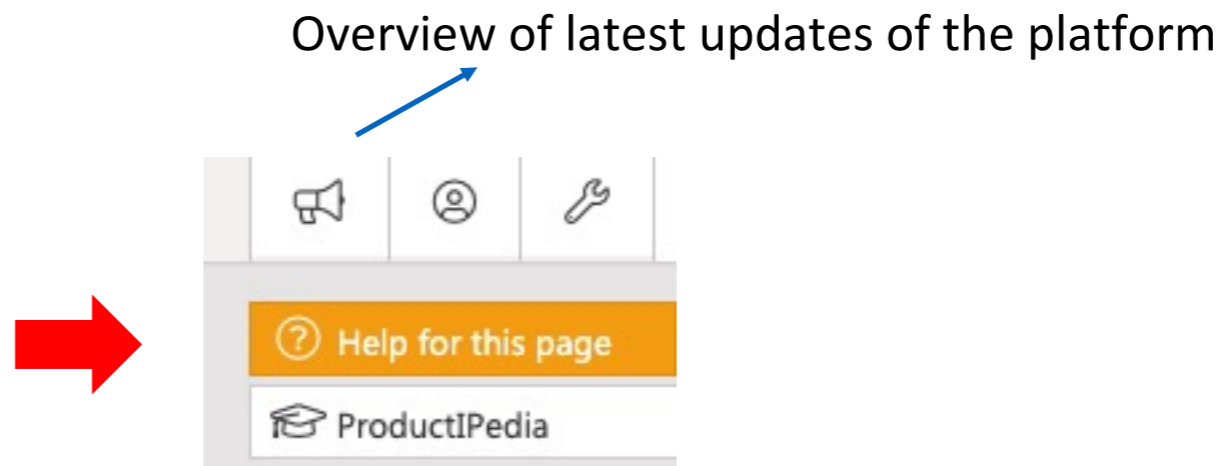 Overview of latest updates of the platform
Help for this page
ProductIPedia